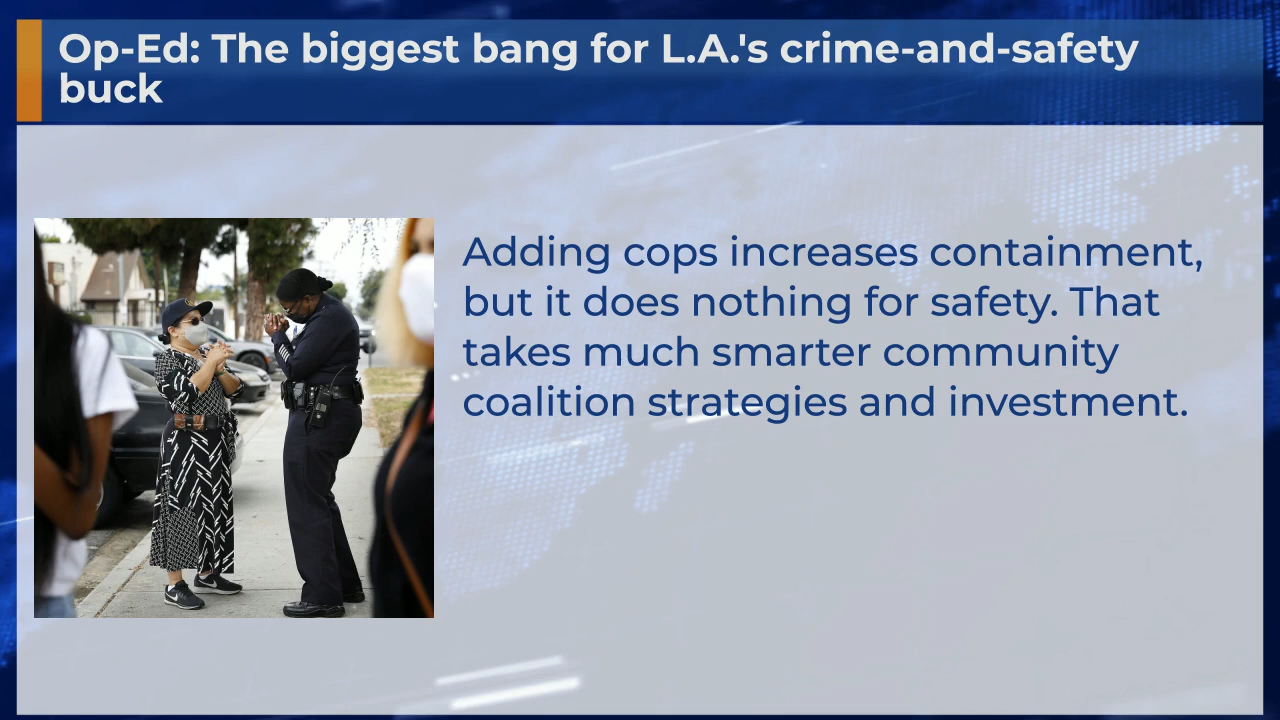 Op-Ed: The biggest bang for L.A.'s crime-and-safety
buck
Adding cops increases containment,
but it does nothing for safety. That
takes much smarter community
coalition strategies and investment.